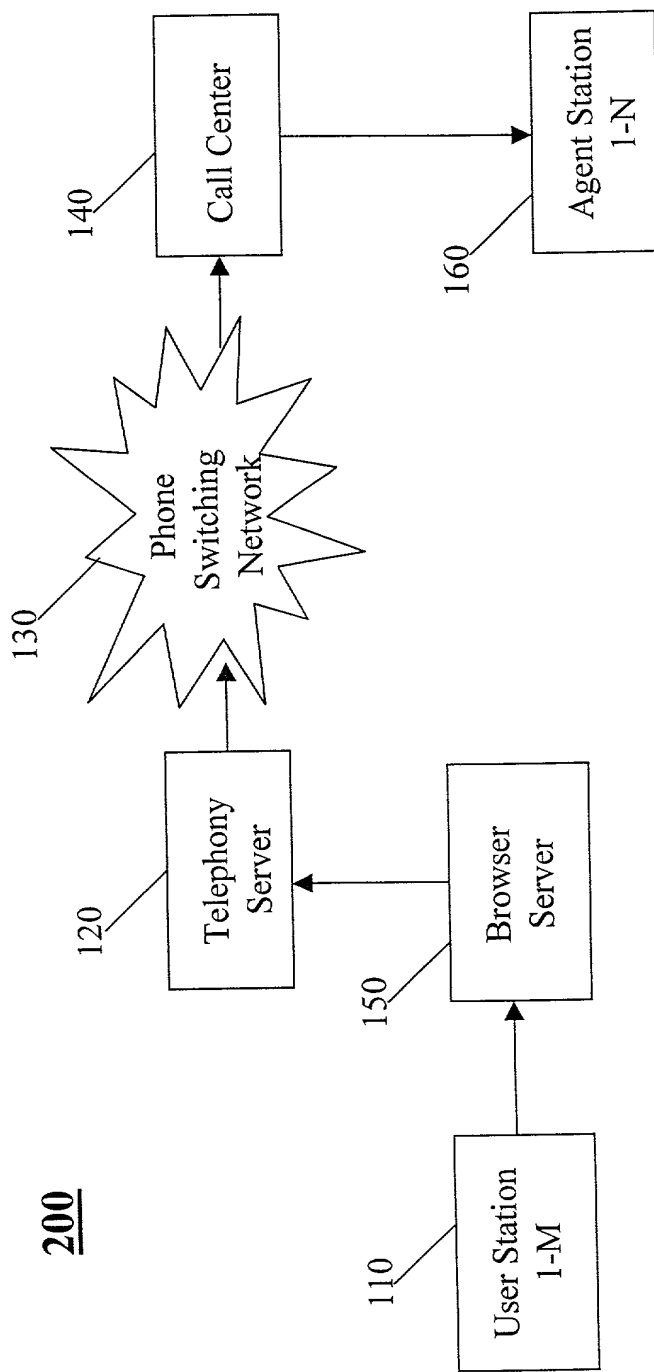 200
110
User Station
1-M
150
Browser
Server
120
Telephony
Server
130
Phone
Switching
Network
140
Call Center
160
Agent Station
1-N